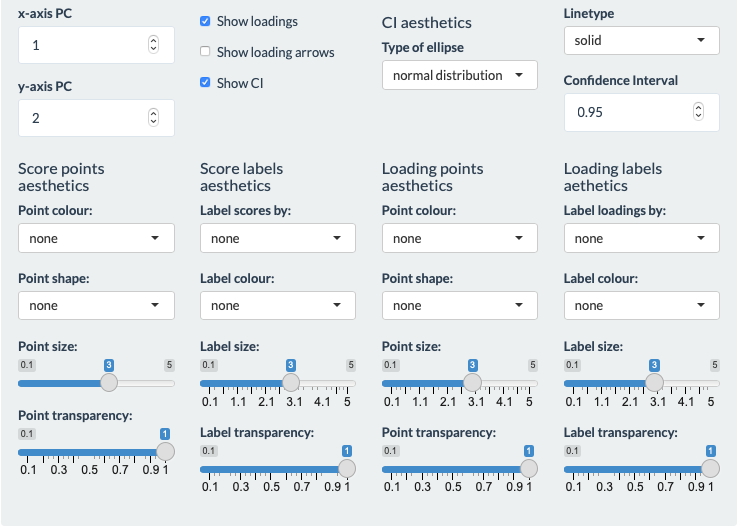 x-axis PC
1
y-axis PC
2
Show loadings
Show loading arrows
Show CI
CI aesthetics
Type of ellipse
normal distribution
Linetype
solid
Confidence Interval
0.95
Score points
aesthetics
Point colour:
none
Point shape:
none
Point size:
0.1 3 5
Point transparency:
0.1 1
0.1 0.3 0.5 0.7 0.9 1
Score labels
aesthetics
Label scores by:
none
Label colour:
none
Label size:
0.1 3 5
0.1 1.1 2.1 3.1 4.1 5
Label transparency:
0.1 1
0.1 0.3 0.5 0.7 0.9 1
Loading points
aesthetics
Point colour:
none
Point shape:
none
Point size:
0.1 3 5
0.1 1.1 2.1 3.1 4.1 5
Point transparency:
0.1 1
0.1 0.3 0.5 0.7 0.9 1
Loading labels
aethetics
Label loadings by:
none
Label colour:
none
Label size:
0.1 3 5
0.1 1.1 2.1 3.1 4.1 5
Label transparency:
0.1 1
0.1 0.3 0.5 0.7 0.9 1